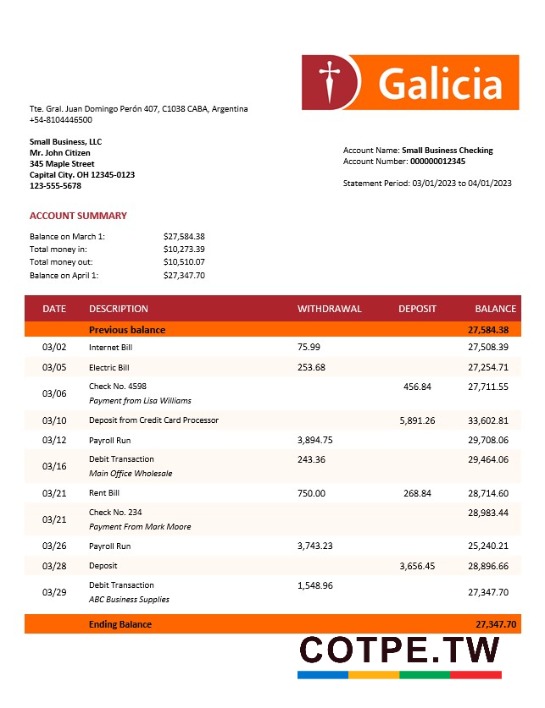 Galicia
Tte. Gral. Juan Domingo Perón 407, C1038 CABA, Argentina
+54-8104446500
Small Business, LLC
Mr. John Citizen
345 Maple Street
Capital City. OH 12345-0123
123-555-5678
Account Name: Small Business Checking
Account Number: 000000012345
Statement Period: 03/01/2023 to 04/01/2023
ACCOUNT SUMMARY
Balance on March 1: $27,584.38
Total money in: $10,273.39
Total money out: $10,510.07
Balance on April 1: $27,347.70
DATE DESCRIPTION WITHDRAWAL DEPOSIT BALANCE
Previous balance 27,584.38
03/02 Internet Bill 75.99 27,508.39
03/05 Electric Bill 253.68 27,254.71
03/06 Check No. 4598 456.84 27,711.55
Payment from Lisa Williams
03/10 Deposit from Credit Card Processor 5,891.26 33,602.81
03/12 Payroll Run 3,894.75 29,708.06
03/16 Debit Transaction 243.36 29,464.06
Main Office Wholesale
03/21 Rent Bill 750.00 268.84 28,714.60
03/21 Check No. 234 28,983.44
Payment From Mark Moore
03/26 Payroll Run 3,743.23 25,240.21
03/28 Deposit 3,656.45 28,896.66
03/29 Debit Transaction 1,548.96 27,347.70
ABC Business Supplies
Ending Balance 27,347.70
COTPE.TW